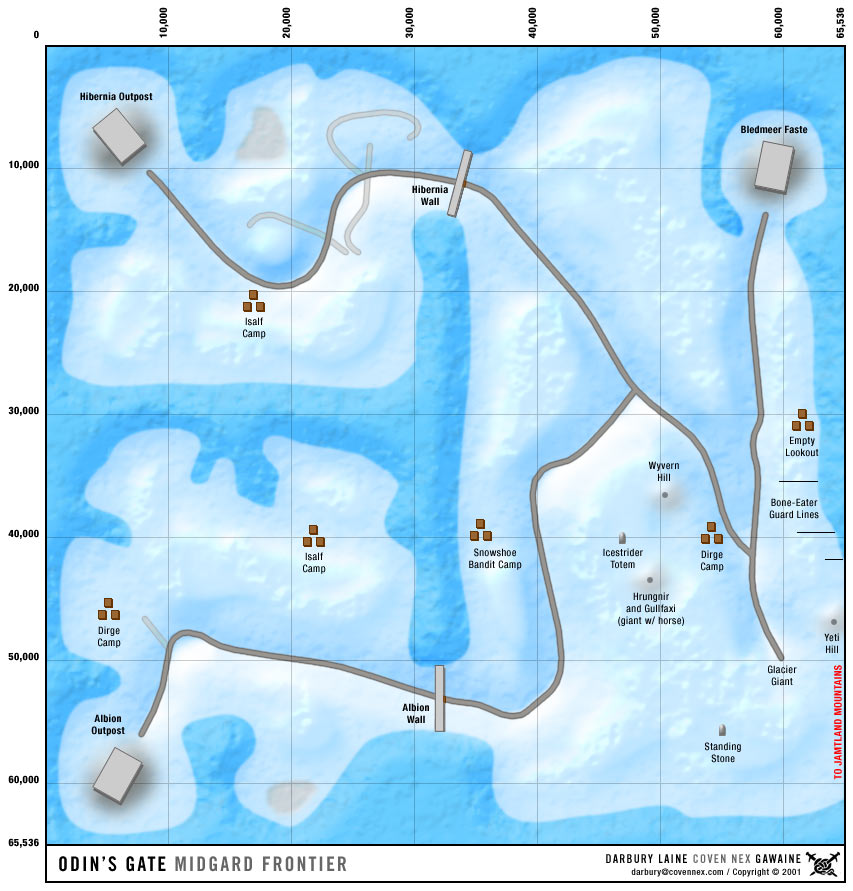 0
10,000
20,000
30,000
40,000
50,000
60,000
65,536
Hibernia Outpost
Bledmeer Faste
10,000
Hibernia
Wall
20,000
Isalf
Camp
30,000
Empty
Lookout
Wyvern
Hill
Bone-Eater
Guard Lines
40,000
Isalf
Camp
Snowshoe
Bandit Camp
Icestrider
Totem
Dirge
Camp
Hrungnir
and Gullfaxi
(giant w/ horse)
Dirge
Camp
Yeti
Hill
50,000
Glacier
Giant
TO JAMTLAND MOUNTAINS
Albion
Wall
Albion
Outpost
Standing
Stone
60,000
65,536
ODIN'S GATE MIDGARD FRONTIER
DARBURY LAINE COVEN NEX GAWAINE
darbury@covennex.com / Copyright © 2001